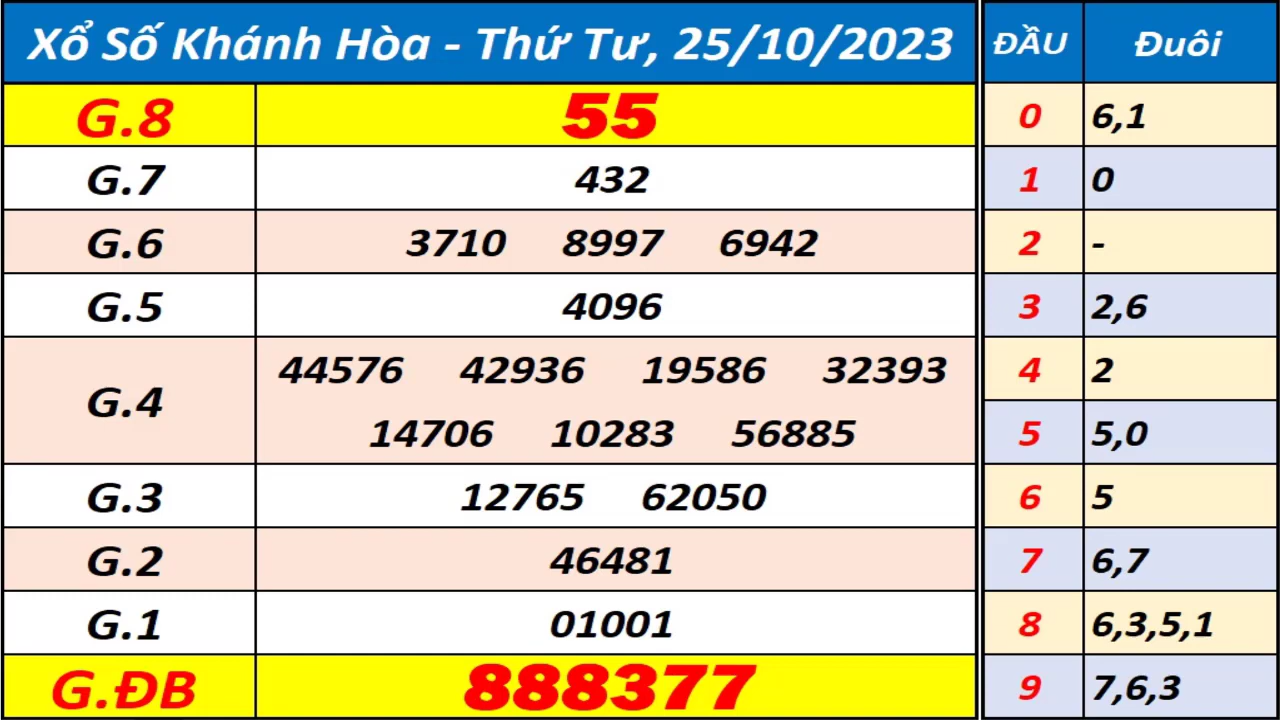 Xổ Số Khánh Hòa - Thứ Tư, 25/10/2023
G.8 55
G.7 432
G.6 3710 8997 6942
G.5 4096
G.4 44576 42936 19586 32393
14706 10283 56885
G.3 12765 62050
G.2 46481
G.1 01001
G.ĐB 888377
ĐẦU Đuôi
0 6,1
1 0
2 -
3 2,6
4 2
5 5,0
6 5
7 6,7
8 6,3,5,1
9 7,6,3